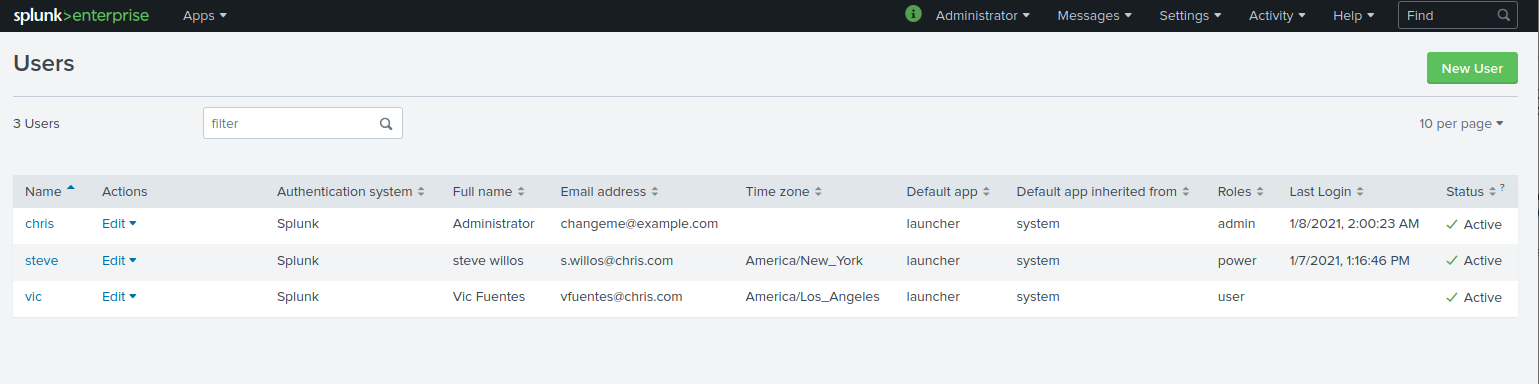 splunk>enterprise Apps Administrator Messages Settings Activity Help Find
Users
New User
3 Users filter 10 per page
Name Actions Authentication system Full name Email address Time zone Default app Default app inherited from Roles Last Login Status ?
chris Edit Splunk Administrator changeme@example.com launcher system admin 1/8/2021, 2:00:23 AM Active
steve Edit Splunk steve willos s.willos@chris.com America/New_York launcher system power 1/7/2021, 1:16:46 PM Active
vic Edit Splunk Vic Fuentes vfuentes@chris.com America/Los_Angeles launcher system user Active